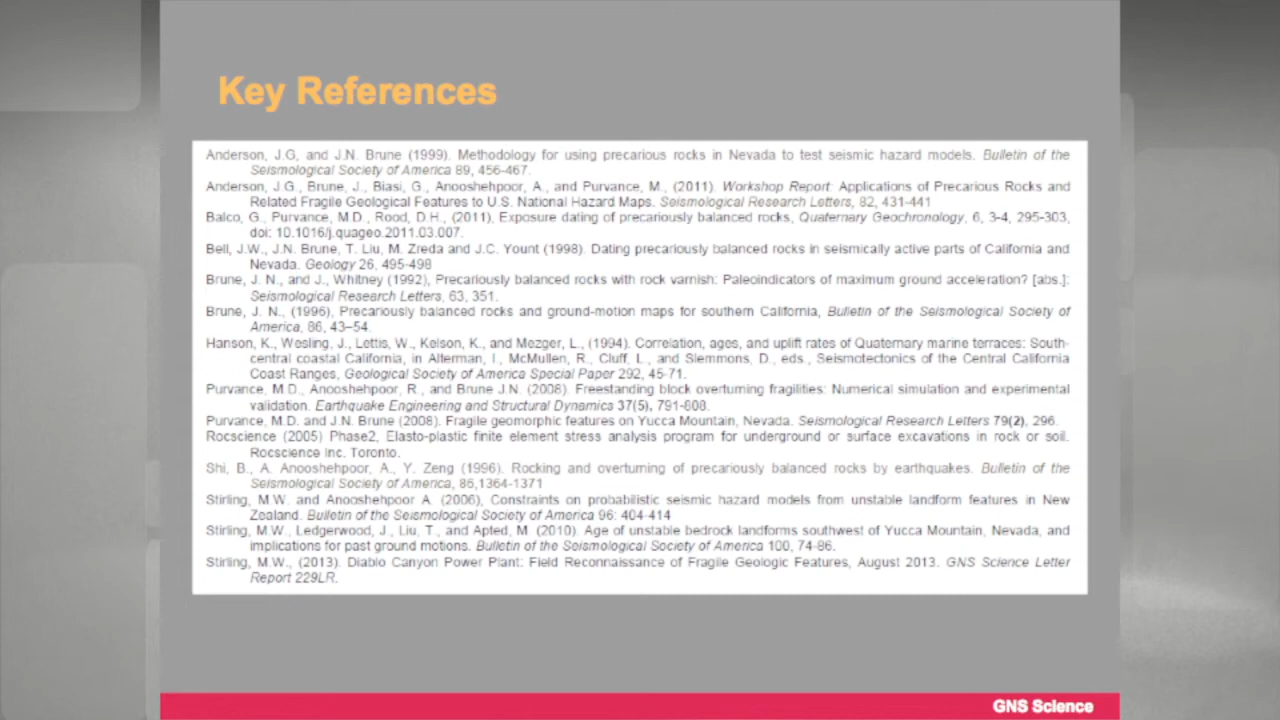 Key References
Anderson, J.G, and J.N. Brune (1999). Methodology for using precarious rocks in Nevada to test seismic hazard models. Bulletin of the
Seismological Society of America 89, 456-467.
Anderson, J.G., Brune, J., Biasi, G., Anooshehpoor, A., and Purvance, M., (2011). Workshop Report: Applications of Precarious Rocks and
Related Fragile Geological Features to U.S. National Hazard Maps. Seismological Research Letters, 82, 431-441
Balco, G., Purvance, M.D., Rood, D.H., (2011), Exposure dating of precariously balanced rocks, Quaternary Geochronology, 6, 3-4, 295-303,
doi: 10.1016/j.quageo.2011.03.007.
Bell, J.W., J.N. Brune, T. Liu, M. Zreda and J.C. Yount (1998). Dating precariously balanced rocks in seismically active parts of California and
Nevada. Geology 26, 495-498
Brune, J. N., and J., Whitney (1992), Precariously balanced rocks with rock varnish: Paleoindicators of maximum ground acceleration? [abs.]:
Seismological Research Letters, 63, 351.
Brune, J. N., (1996), Precariously balanced rocks and ground-motion maps for southern California, Bulletin of the Seismological Society of
America, 86, 43–54.
Hanson, K., Wesling, J., Lettis, W., Kelson, K., and Mezger, L., (1994). Correlation, ages, and uplift rates of Quaternary marine terraces: South-
central coastal California, in Alterman, I., McMullen, R., Cluff, L., and Slemmons, D., eds., Seismotectonics of the Central California
Coast Ranges, Geological Society of America Special Paper 292, 45-71.
Purvance, M.D., Anooshehpoor, R., and Brune J.N. (2008). Freestanding block overturning fragilities: Numerical simulation and experimental
validation. Earthquake Engineering and Structural Dynamics 37(5), 791-808.
Purvance, M.D. and J.N. Brune (2008). Fragile geomorphic features on Yucca Mountain, Nevada. Seismological Research Letters 79(2), 296.
Rocscience (2005) Phase2, Elasto-plastic finite element stress analysis program for underground or surface excavations in rock or soil.
Rocscience Inc. Toronto.
Shi, B., A. Anooshehpoor, A., Y. Zeng (1996). Rocking and overturning of precariously balanced rocks by earthquakes. Bulletin of the
Seismological Society of America, 86,1364-1371
Stirling, M.W. and Anooshehpoor A. (2006), Constraints on probabilistic seismic hazard models from unstable landform features in New
Zealand. Bulletin of the Seismological Society of America 96: 404-414
Stirling, M.W., Ledgerwood, J., Liu, T., and Apted, M. (2010). Age of unstable bedrock landforms southwest of Yucca Mountain, Nevada, and
implications for past ground motions. Bulletin of the Seismological Society of America 100, 74-86.
Stirling, M.W., (2013). Diablo Canyon Power Plant: Field Reconnaissance of Fragile Geologic Features, August 2013. GNS Science Letter
Report 229LR.
GNS Science